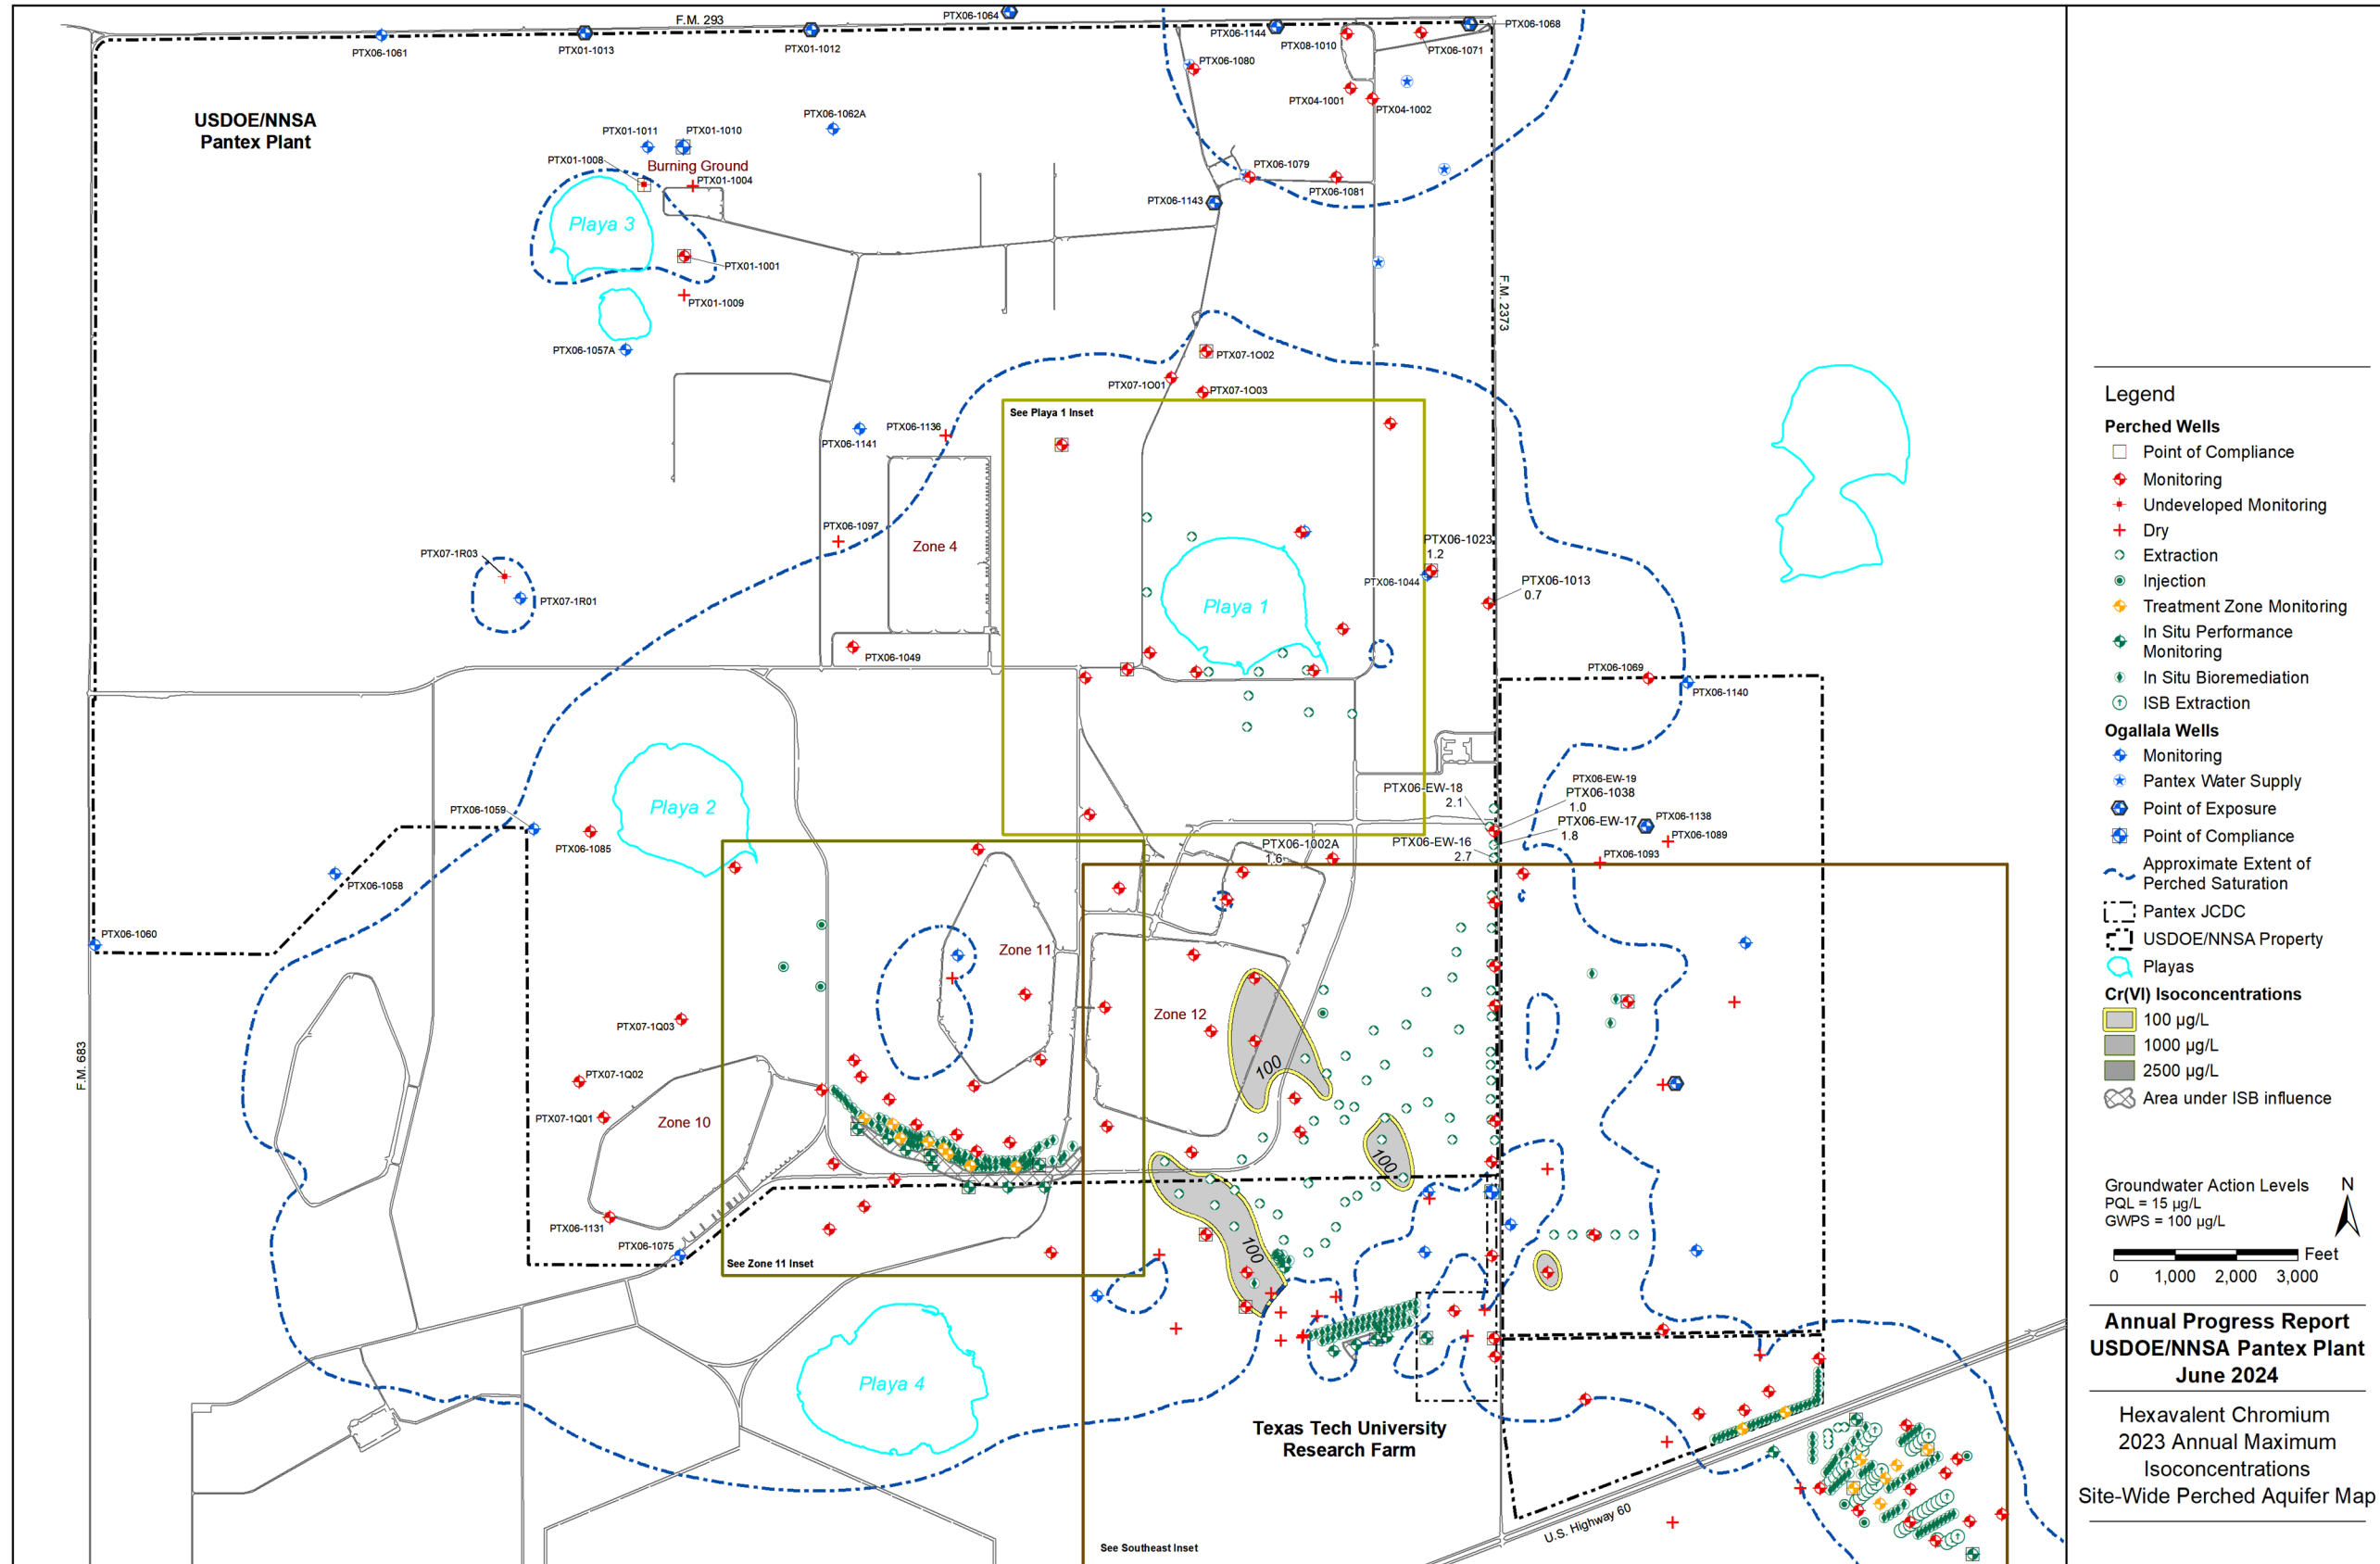 F.M. 293
PTX06-1064
PTX06-1068
PTX06-1061
PTX01-1013
PTX01-1012
PTX06-1144
PTX08-1010
PTX06-1071
PTX06-1080
PTX04-1001
PTX04-1002
USDOE/NNSA
Pantex Plant
PTX06-1062A
PTX01-1011
PTX01-1010
PTX01-1008
Burning Ground
PTX01-1004
PTX06-1079
PTX06-1081
PTX06-1143
Playa 3
PTX01-1001
PTX01-1009
F.M. 2373
PTX06-1057A
PTX07-1O02
PTX07-1O01
PTX07-1O03
See Playa 1 Inset
PTX06-1141
PTX06-1136
PTX06-1097
Zone 4
PTX06-1023
1.2
PTX06-1044
PTX06-1013
0.7
PTX07-1R03
PTX07-1R01
Playa 1
PTX06-1049
PTX06-1069
PTX06-1140
Playa 2
PTX06-1059
PTX06-1085
PTX06-1058
PTX06-1060
PTX06-EW-18
2.1
PTX06-EW-19
PTX06-1038
1.0
PTX06-EW-17
1.8
PTX06-EW-16
2.7
PTX06-1138
PTX06-1089
PTX06-1093
PTX06-1002A
1.6
Zone 11
Zone 12
PTX07-1Q03
PTX07-1Q02
PTX07-1Q01
Zone 10
F.M. 683
100
100
100
PTX06-1131
PTX06-1075
See Zone 11 Inset
Playa 4
Texas Tech University
Research Farm
U.S. Highway 60
See Southeast Inset
Legend
Perched Wells
Point of Compliance
Monitoring
Undeveloped Monitoring
Dry
Extraction
Injection
Treatment Zone Monitoring
In Situ Performance
Monitoring
In Situ Bioremediation
ISB Extraction
Ogallala Wells
Monitoring
Pantex Water Supply
Point of Exposure
Point of Compliance
Approximate Extent of
Perched Saturation
Pantex JCDC
USDOE/NNSA Property
Playas
Cr(VI) Isoconcentrations
100 µg/L
1000 µg/L
2500 µg/L
Area under ISB influence
Groundwater Action Levels
PQL = 15 µg/L
GWPS = 100 µg/L
N
Feet
0 1,000 2,000 3,000
Annual Progress Report
USDOE/NNSA Pantex Plant
June 2024
Hexavalent Chromium
2023 Annual Maximum
Isoconcentrations
Site-Wide Perched Aquifer Map